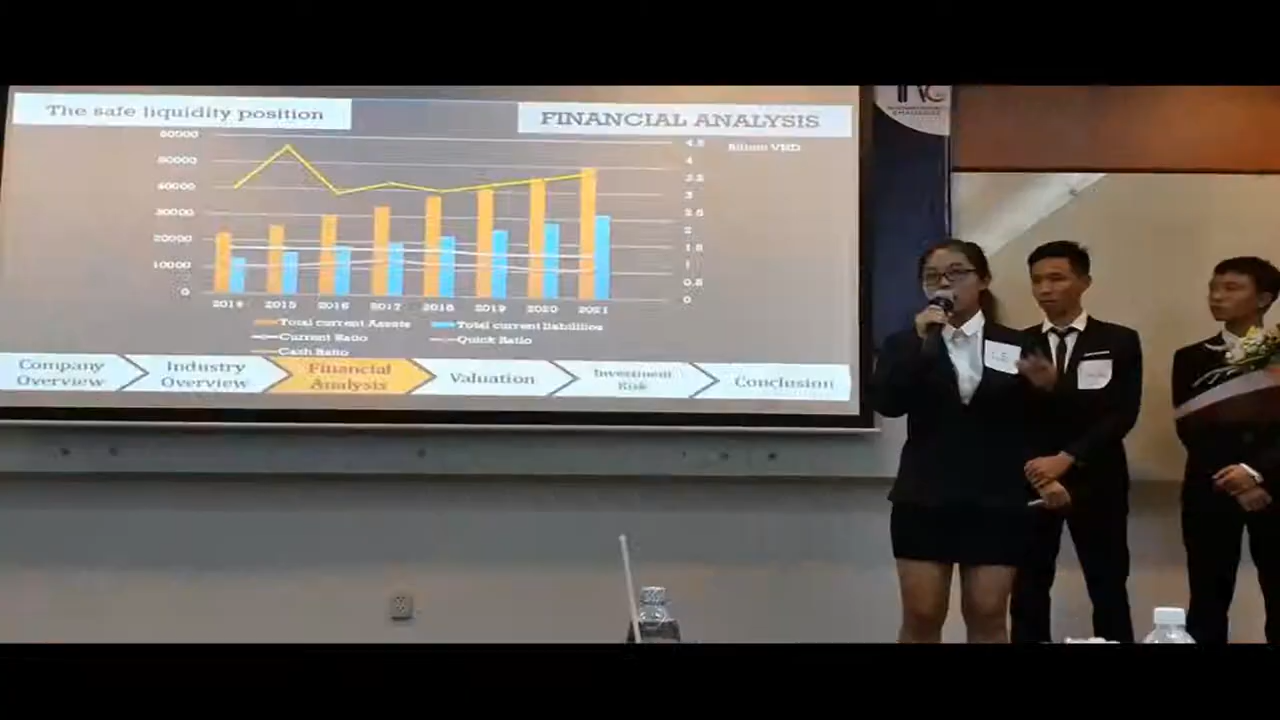 The safe liquidity position
FINANCIAL ANALYSIS
Billion VND
60000
50000
40000
30000
20000
10000
0
4.5
4
3.5
3
2.5
2
1.5
1
0.5
0
2014 2015 2016 2017 2018 2019 2020 2021
Total current Assets
Total current liabilities
Current Ratio
Quick Ratio
Cash Ratio
Company Overview
Industry Overview
Financial Analysis
Valuation
Investment Risk
Conclusion